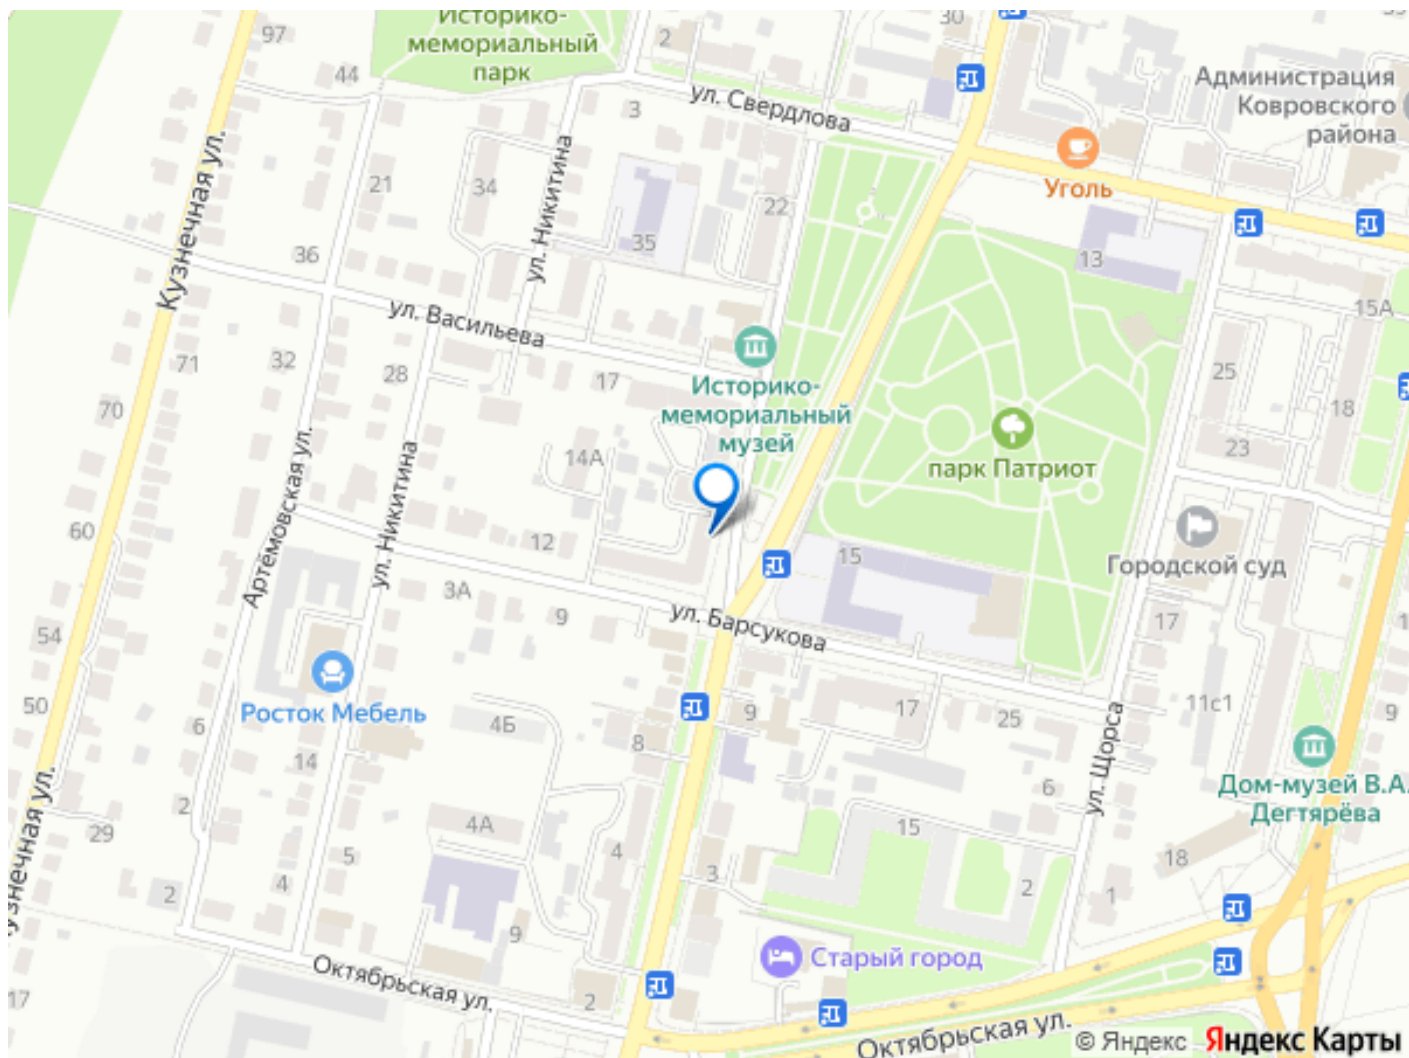 Историко-
мемориальный
парк
97
2
30
44
Администрация
Ковровского
района
ул. Свердлова
3
Кузнечная ул.
ул. Никитина
Уголь
21
34
22
35
13
36
15А
ул. Васильева
71
32
28
17
Историко-
мемориальный
музей
25
70
18
14А
23
парк Патриот
60
Артёмовская ул.
ул. Никитина
12
15
Городской суд
3А
9
ул. Барсукова
17
54
50
Росток Мебель
6
4Б
9
17
25
11с1
9
8
ул. Щорса
14
6
Дом-музей В.А.
Дегтярёва
2
29
4А
15
Кузнечная ул.
5
4
3
18
2
4
2
1
9
Старый город
Октябрьская ул.
17
2
Октябрьская ул.
© Яндекс
Яндекс Карты